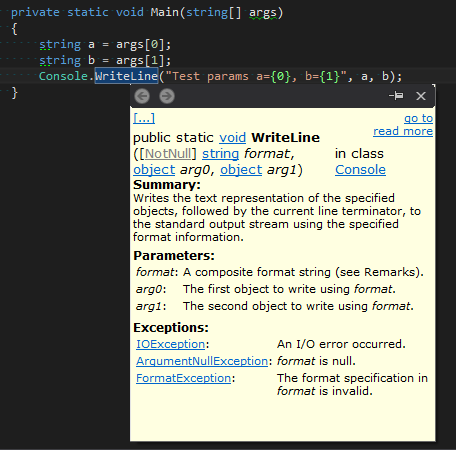 private static void Main(string[] args)
{
string a = args[0];
string b = args[1];
Console.WriteLine("Test params a={0}, b={1}", a, b);
}
[...]
go to
read more
public static void WriteLine
([NotNull] string format,
object arg0, object arg1)
in class
Console
Summary:
Writes the text representation of the specified
objects, followed by the current line terminator, to
the standard output stream using the specified
format information.
Parameters:
format: A composite format string (see Remarks).
arg0: The first object to write using format.
arg1: The second object to write using format.
Exceptions:
IOException: An I/O error occurred.
ArgumentNullException: format is null.
FormatException: The format specification in
format is invalid.